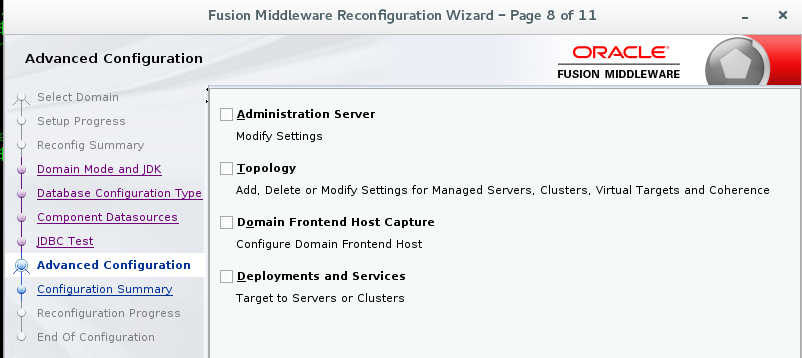 Fusion Middleware Reconfiguration Wizard – Page 8 of 11
Advanced Configuration
ORACLE
FUSION MIDDLEWARE
Select Domain
Setup Progress
Reconfig Summary
Domain Mode and JDK
Database Configuration Type
Component Datasources
JDBC Test
Advanced Configuration
Configuration Summary
Reconfiguration Progress
End Of Configuration
Administration Server
Modify Settings
Topology
Add, Delete or Modify Settings for Managed Servers, Clusters, Virtual Targets and Coherence
Domain Frontend Host Capture
Configure Domain Frontend Host
Deployments and Services
Target to Servers or Clusters